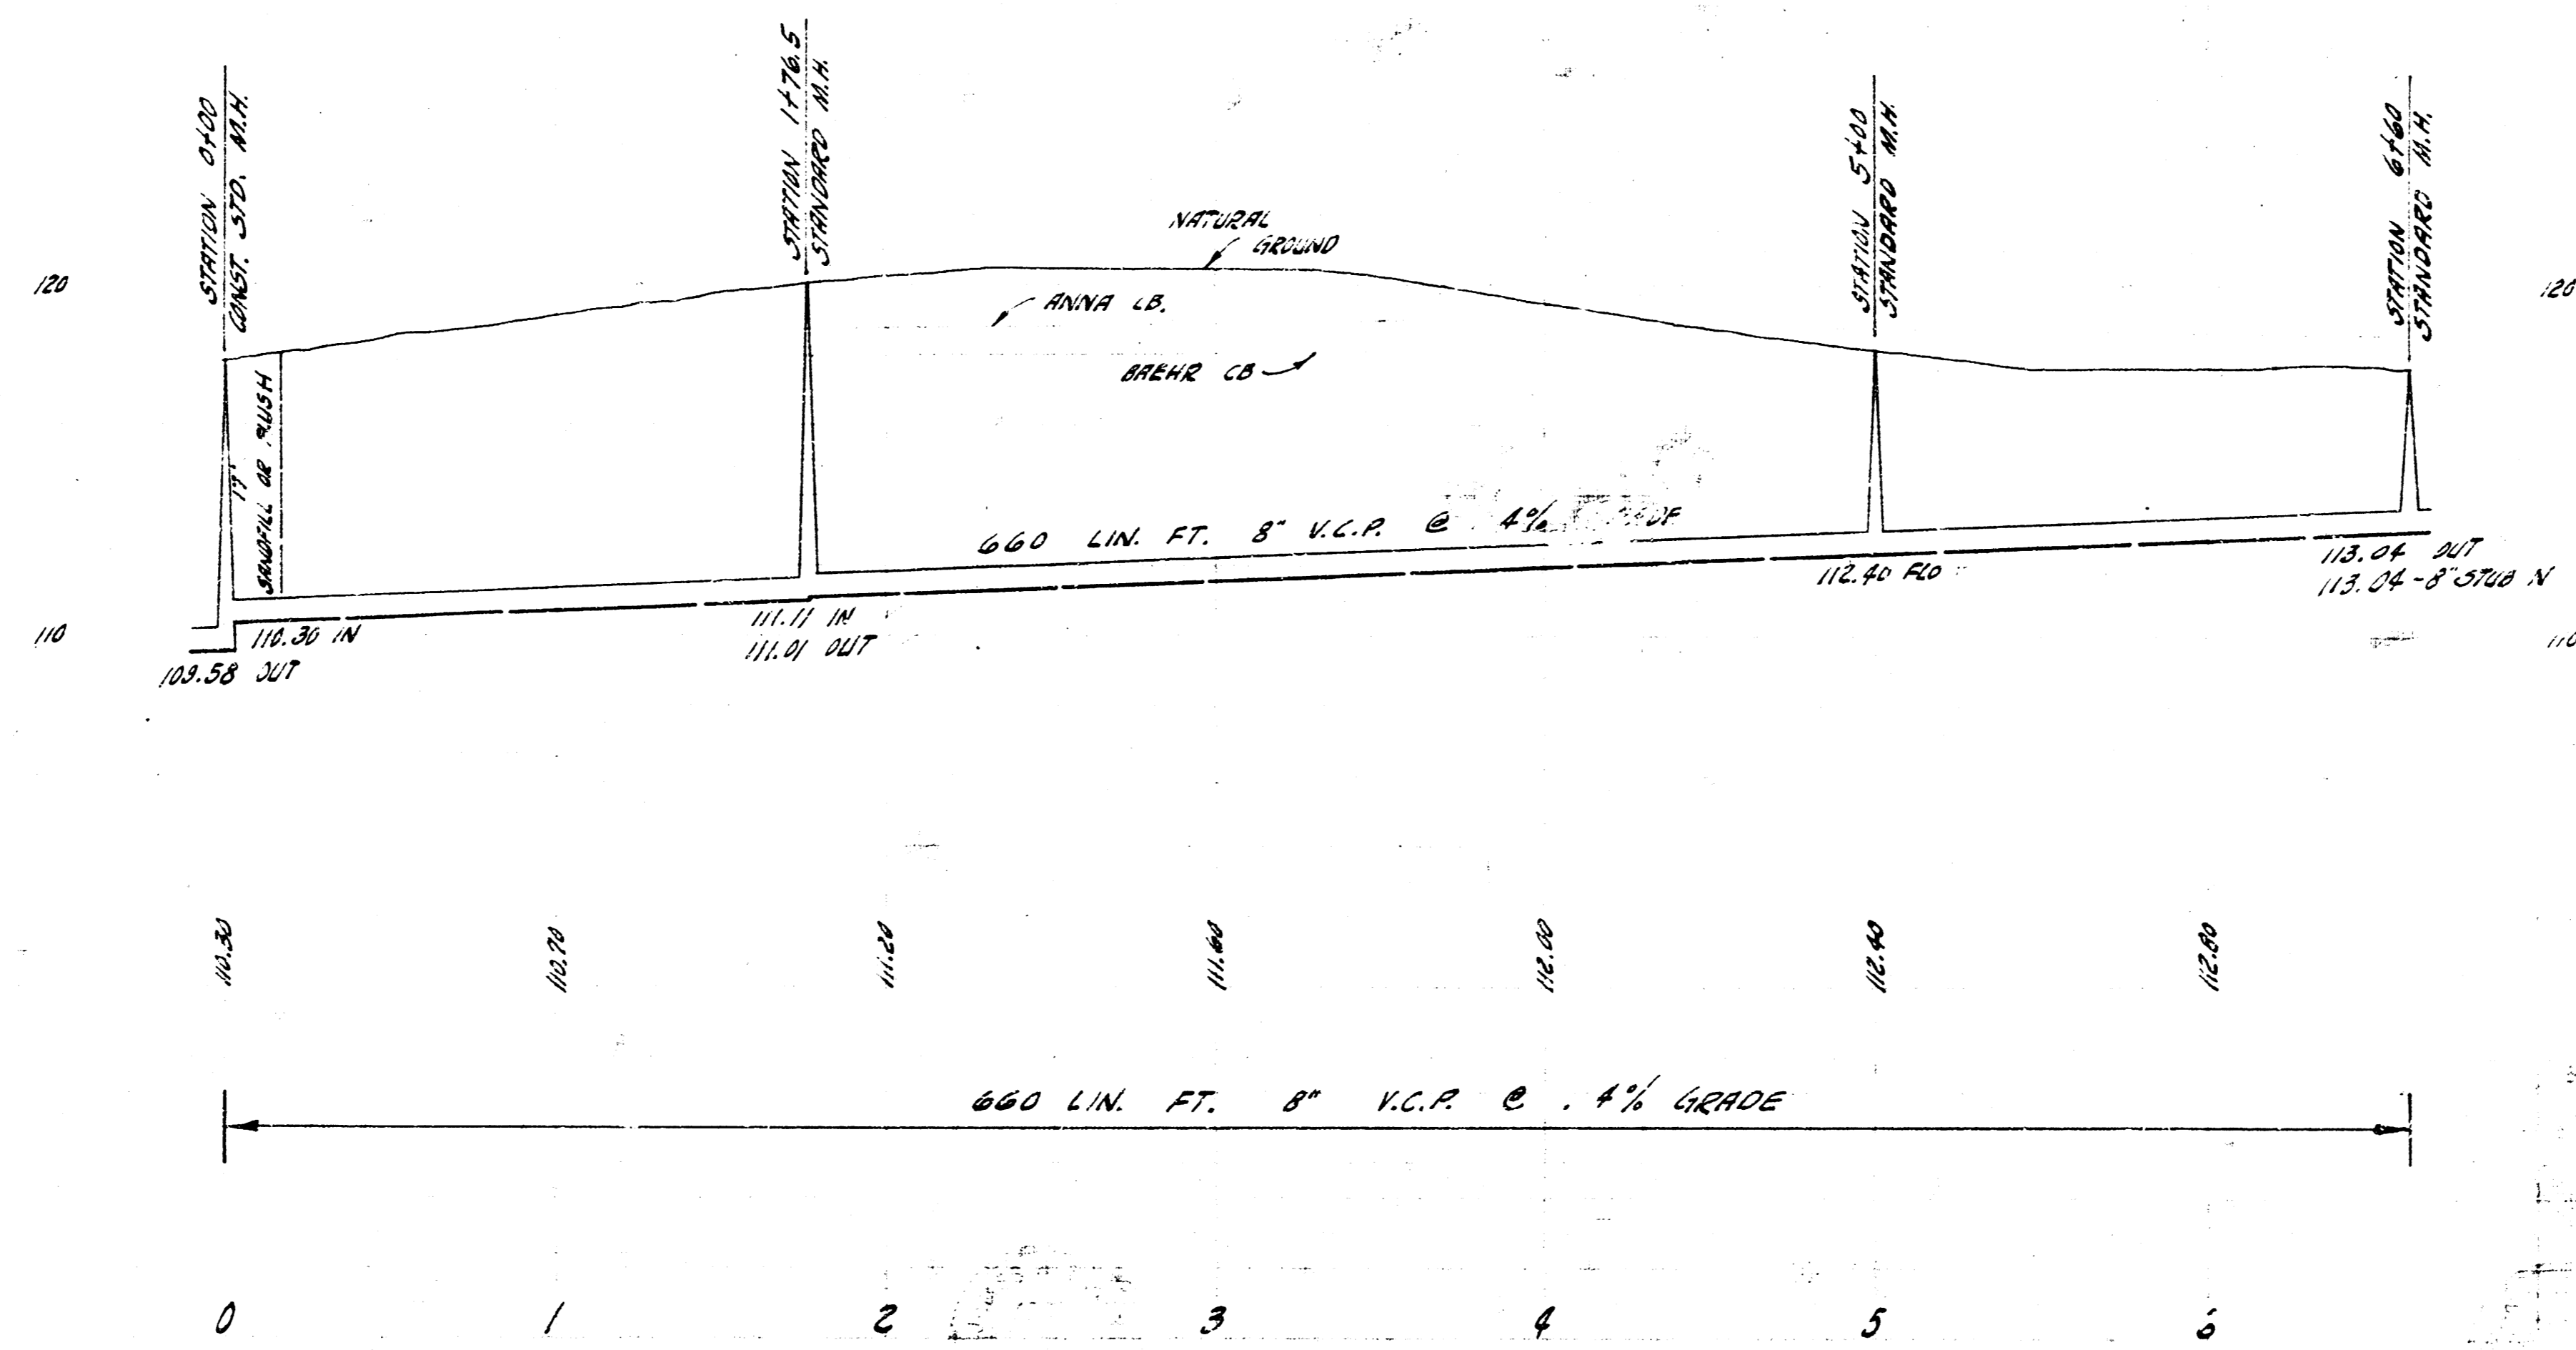 STATION 0+00
CONST. STD. M.H.
STATION 1+76.5
STANDARD M.H.
STATION 5+00
STANDARD M.H.
STATION 6+60
STANDARD M.H.
NATURAL
GROUND
120
120
ANNA CB.
BAEHR CB
17'
SANDFILL OR FLUSH
660 LIN. FT. 8" V.C.P. @ .4%
110
110
110.30 IN
109.58 OUT
111.11 IN
111.01 OUT
112.40 FLO
113.04 OUT
113.04-8" STUB N
110.30
110.70
111.20
111.60
112.00
112.40
112.80
660 LIN. FT. 8" V.C.P. @ .4% GRADE
0 1 2 3 4 5 6